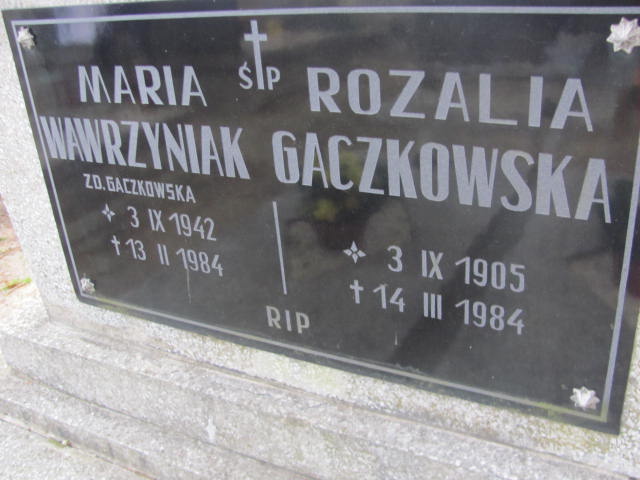 ŚP
MARIA
WAWRZYNIAK
ZD. GACZKOWSKA
3 IX 1942
† 13 II 1984
ROZALIA
GACZKOWSKA
3 IX 1905
† 14 III 1984
RIP